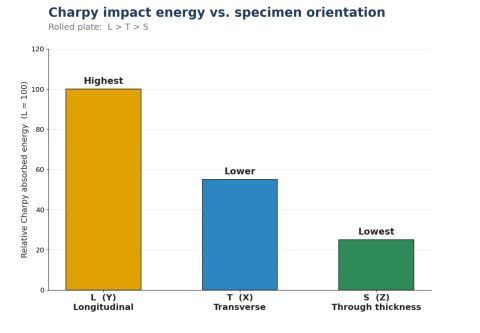 Charpy impact energy vs. specimen orientation
Rolled plate:  L > T > S
Relative Charpy absorbed energy  (L = 100)
120
100
80
60
40
20
0
Highest
Lower
Lowest
L  (Y)
Longitudinal
T  (X)
Transverse
S  (Z)
Through thickness